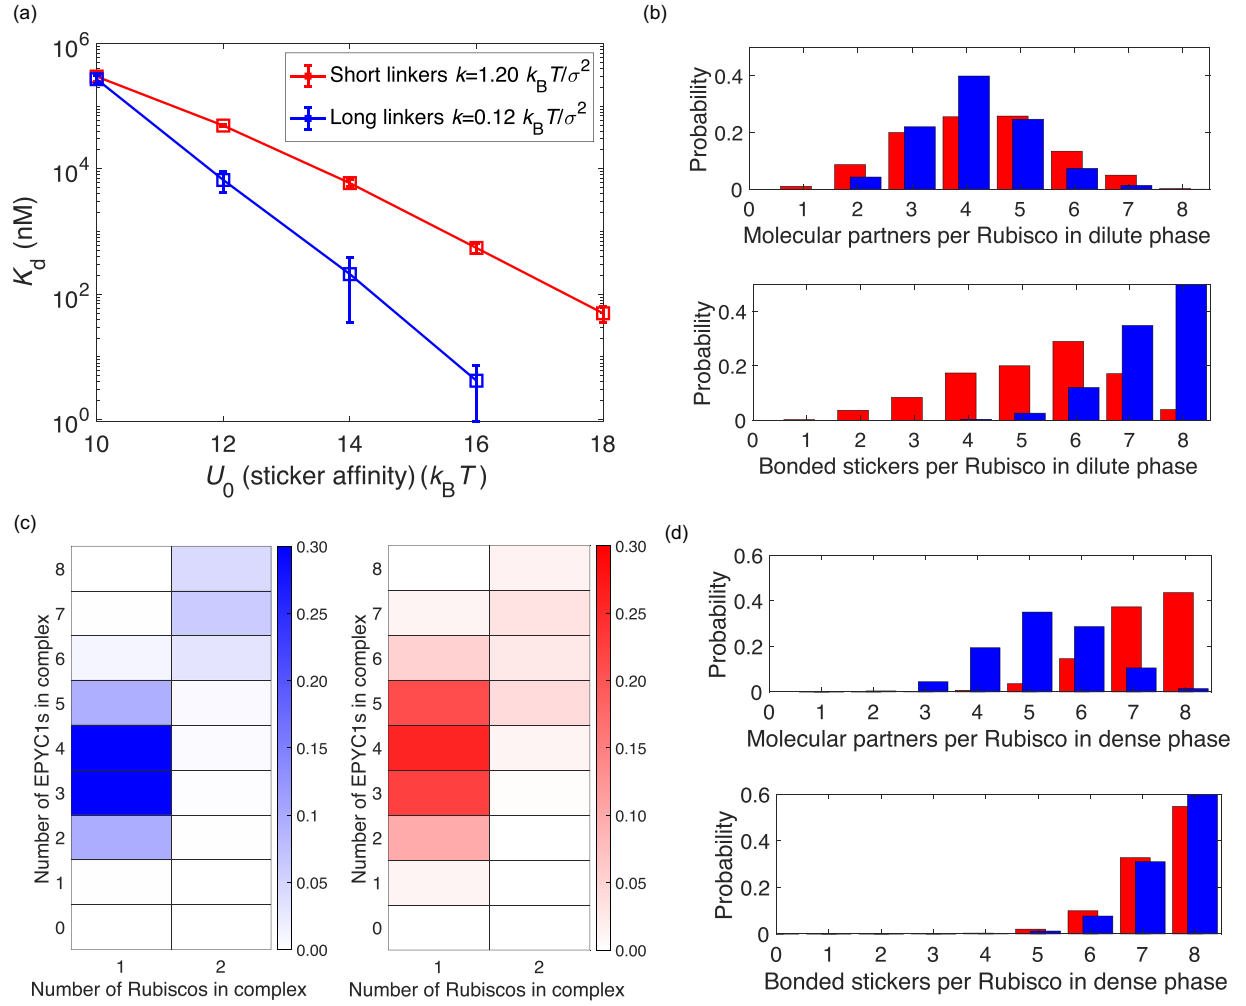 (a)
10^6
10^4
10^2
10^0
K_d (nM)
10 12 14 16 18
U_0 (sticker affinity) (k_BT)
Short linkers k=1.20 k_BT/σ^2
Long linkers k=0.12 k_BT/σ^2
(b)
0.4
0.2
0
Probability
0 1 2 3 4 5 6 7 8
Molecular partners per Rubisco in dilute phase
0.4
0.2
0
Probability
0 1 2 3 4 5 6 7 8
Bonded stickers per Rubisco in dilute phase
(c)
Number of EPYC1s in complex
8
7
6
5
4
3
2
1
0
1 2
Number of Rubiscos in complex
0.30
0.25
0.20
0.15
0.10
0.05
0.00
Number of EPYC1s in complex
8
7
6
5
4
3
2
1
0
1 2
Number of Rubiscos in complex
0.30
0.25
0.20
0.15
0.10
0.05
0.00
(d)
0.6
0.4
0.2
0
Probability
0 1 2 3 4 5 6 7 8
Molecular partners per Rubisco in dense phase
0.6
0.4
0.2
0
Probability
0 1 2 3 4 5 6 7 8
Bonded stickers per Rubisco in dense phase